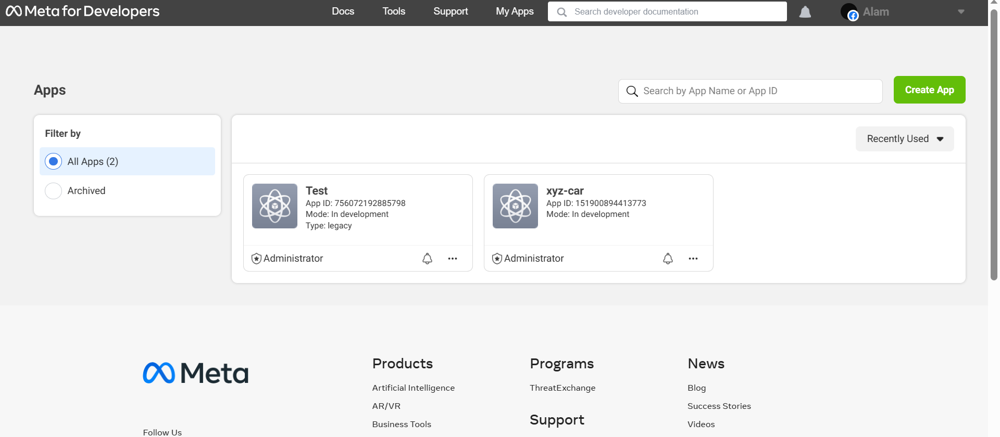 Meta for Developers
Docs
Tools
Support
My Apps
Search developer documentation
Alam
Apps
Search by App Name or App ID
Create App
Filter by
All Apps (2)
Archived
Recently Used
Test
App ID: 756072192885798
Mode: In development
Type: legacy
Administrator
xyz-car
App ID: 151900894413773
Mode: In development
Administrator
Meta
Follow Us
Products
Artificial Intelligence
AR/VR
Business Tools
Programs
ThreatExchange
Support
News
Blog
Success Stories
Videos